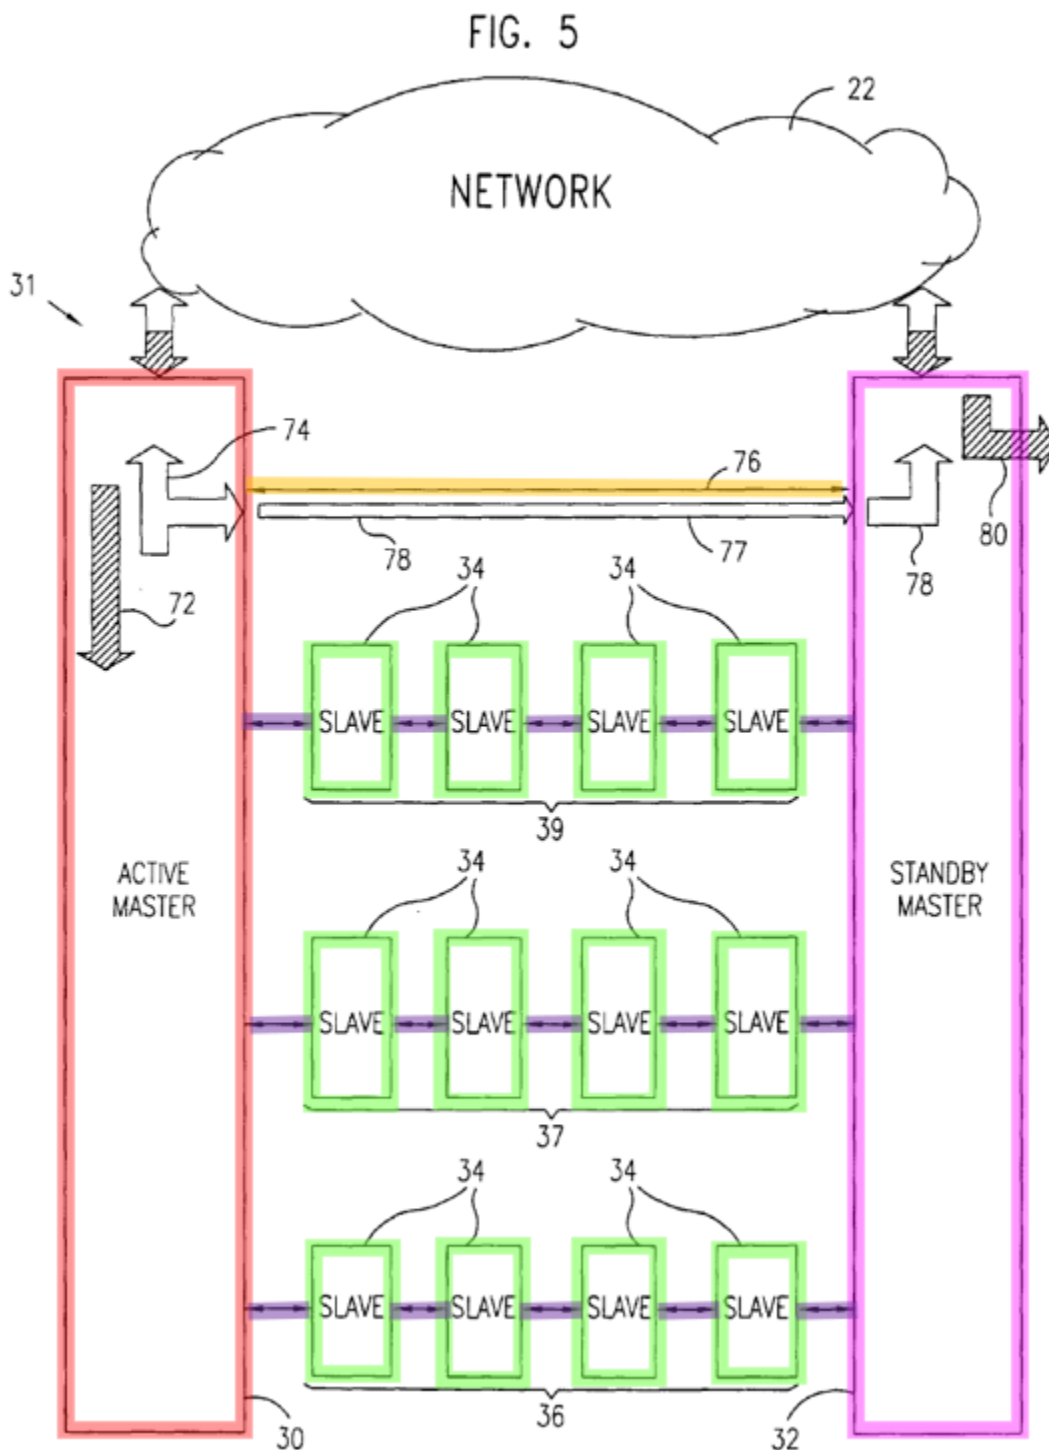 FIG. 5
22
NETWORK
31
74
76
72
78
77
78
80
34
34
SLAVE
SLAVE
SLAVE
SLAVE
39
ACTIVE
MASTER
STANDBY
MASTER
34
34
SLAVE
SLAVE
SLAVE
SLAVE
37
34
34
SLAVE
SLAVE
SLAVE
SLAVE
36
30
32